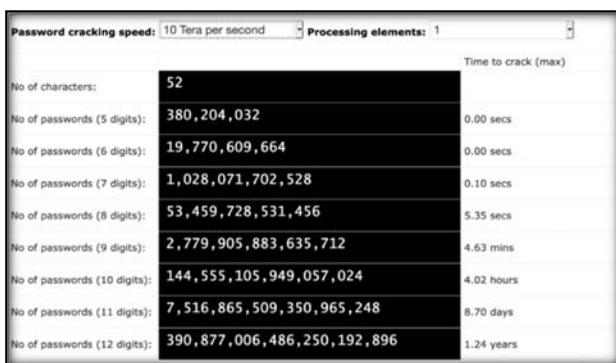 Password cracking speed: 10 Tera per second Processing elements: 1
Time to crack (max)
No of characters: 52
No of passwords (5 digits): 380,204,032 0.00 secs
No of passwords (6 digits): 19,770,609,664 0.00 secs
No of passwords (7 digits): 1,028,071,702,528 0.10 secs
No of passwords (8 digits): 53,459,728,531,456 5.35 secs
No of passwords (9 digits): 2,779,905,883,635,712 4.63 mins
No of passwords (10 digits): 144,555,105,949,057,024 4.02 hours
No of passwords (11 digits): 7,516,865,509,350,965,248 8.70 days
No of passwords (12 digits): 390,877,006,486,250,192,896 1.24 years